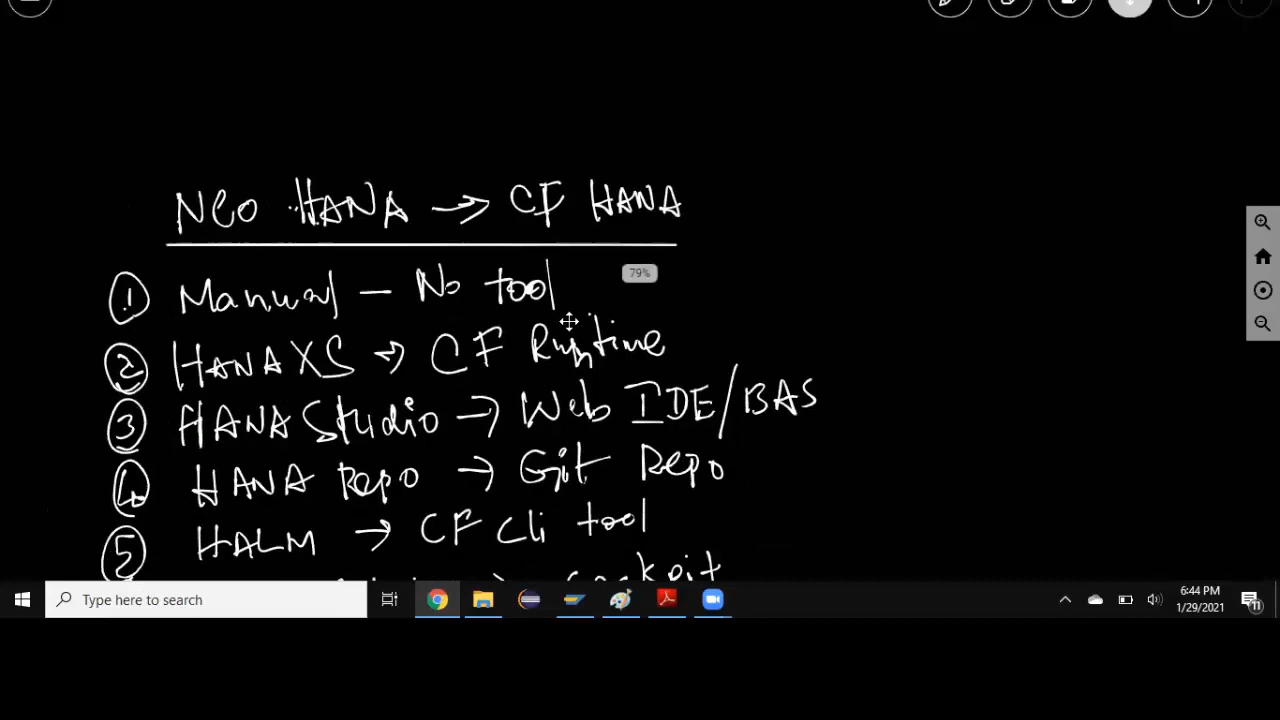 Neo HANA → CF HANA
79%
① Manual — No tool
② HANA XS → CF Runtime
③ HANA Studio → Web IDE/BAS
④ HANA Repo → Git Repo
⑤ HALM → CF Cli tool
→ Cockpit
Type here to search
6:44 PM
1/29/2021
11